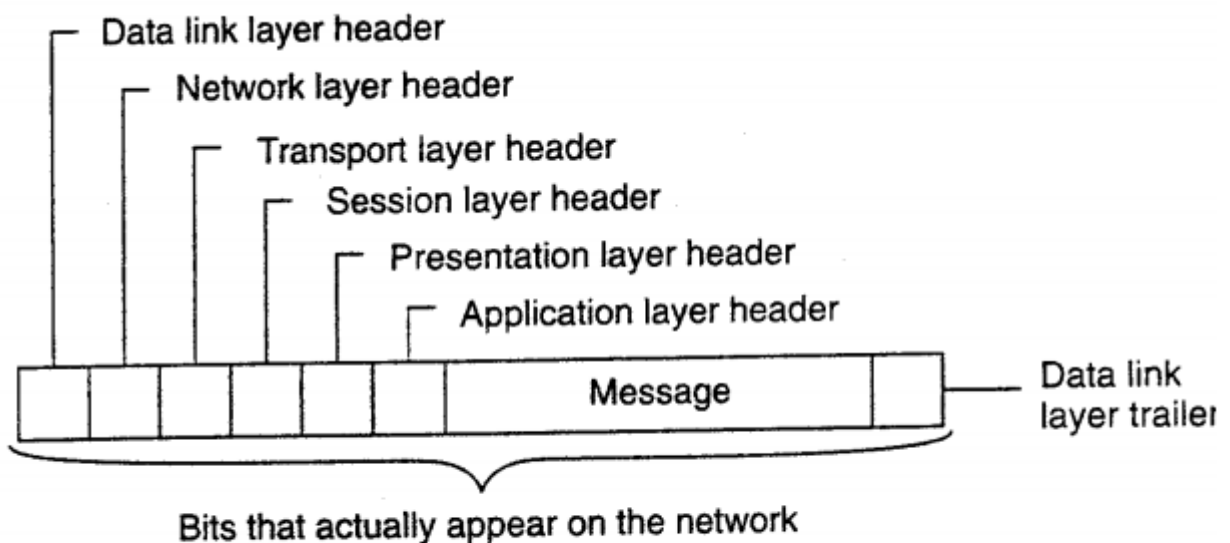 Data link layer header
Network layer header
Transport layer header
Session layer header
Presentation layer header
Application layer header
Message
Data link
layer trailer
Bits that actually appear on the network